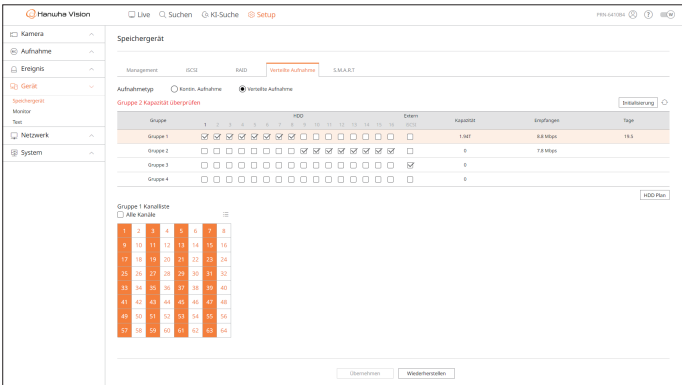 Hanwha Vision
Live Suchen KI-Suche Setup
PRN-6410B4
Kamera
Aufnahme
Ereignis
Gerät
Speichergerät
Monitor
Text
Netzwerk
System
Speichergerät
Management iSCSI RAID Verteilte Aufnahme S.M.A.R.T
Aufnahmetyp Kontin. Aufnahme Verteilte Aufnahme
Gruppe 2 Kapazität überprüfen Initialisierung
Gruppe HDD Extern Kapazität Empfangen Tage
1 2 3 4 5 6 7 8 9 10 11 12 13 14 15 16 iSCSI
Gruppe 1 1.94T 8.8 Mbps 19.5
Gruppe 2 0 7.8 Mbps
Gruppe 3 0
Gruppe 4 0
HDD Plan
Gruppe 1 Kanalliste
Alle Kanäle
1 2 3 4 5 6 7 8
9 10 11 12 13 14 15 16
17 18 19 20 21 22 23 24
25 26 27 28 29 30 31 32
33 34 35 36 37 38 39 40
41 42 43 44 45 46 47 48
49 50 51 52 53 54 55 56
57 58 59 60 61 62 63 64
Übernehmen Wiederherstellen